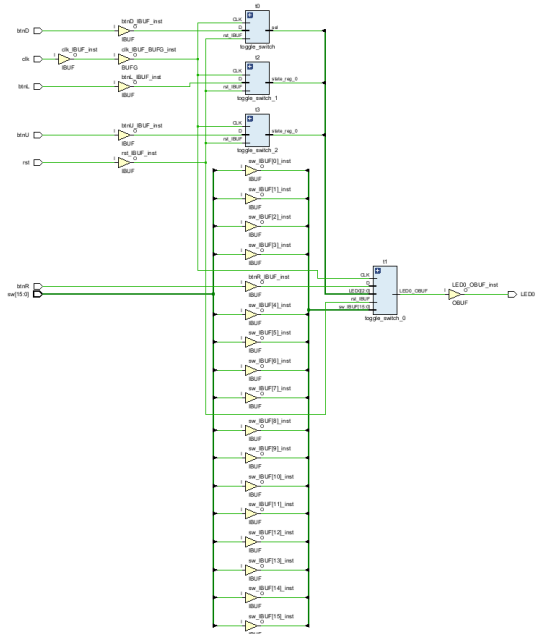 t0
btnD_IBUF_inst
CLK
btnD
I
O
D
out
IBUF
rst_IBUF
clk_IBUF_inst
clk_IBUF_BUFG_inst
toggle_switch
clk
I
O
I
O
t2
IBUF
BUFG
CLK
btnL_IBUF_inst
D
state_reg_0
btnL
I
O
rst_IBUF
IBUF
toggle_switch_1
t3
btnU_IBUF_inst
CLK
btnU
I
O
D
state_reg_0
IBUF
rst_IBUF
rst_IBUF_inst
toggle_switch_2
rst
I
O
sw_IBUF[0]_inst
IBUF
I
O
IBUF
sw_IBUF[1]_inst
I
O
IBUF
sw_IBUF[2]_inst
I
O
IBUF
sw_IBUF[3]_inst
I
O
IBUF
t1
btnR_IBUF_inst
CLK
btnR
I
O
D
LED0_OBUF_inst
sw[15:0]
IBUF
LED[2:0]
LED0_OBUF
I
O
LED0
sw_IBUF[4]_inst
rst_IBUF
OBUF
I
O
sw_IBUF[15:0]
IBUF
toggle_switch_0
sw_IBUF[5]_inst
I
O
IBUF
sw_IBUF[6]_inst
I
O
IBUF
sw_IBUF[7]_inst
I
O
IBUF
sw_IBUF[8]_inst
I
O
IBUF
sw_IBUF[9]_inst
I
O
IBUF
sw_IBUF[10]_inst
I
O
IBUF
sw_IBUF[11]_inst
I
O
IBUF
sw_IBUF[12]_inst
I
O
IBUF
sw_IBUF[13]_inst
I
O
IBUF
sw_IBUF[14]_inst
I
O
IBUF
sw_IBUF[15]_inst
I
O
IBUF